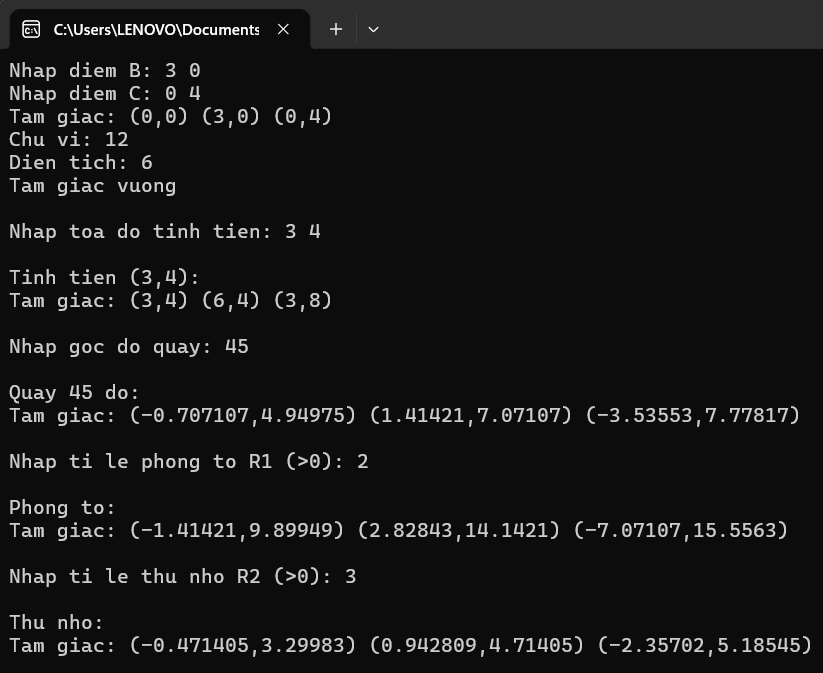 C:\Users\LENOVO\Documents
Nhap diem B: 3 0
Nhap diem C: 0 4
Tam giac: (0,0) (3,0) (0,4)
Chu vi: 12
Dien tich: 6
Tam giac vuong
Nhap toa do tinh tien: 3 4
Tinh tien (3,4):
Tam giac: (3,4) (6,4) (3,8)
Nhap goc do quay: 45
Quay 45 do:
Tam giac: (-0.707107,4.94975) (1.41421,7.07107) (-3.53553,7.77817)
Nhap ti le phong to R1 (>0): 2
Phong to:
Tam giac: (-1.41421,9.89949) (2.82843,14.1421) (-7.07107,15.5563)
Nhap ti le thu nho R2 (>0): 3
Thu nho:
Tam giac: (-0.471405,3.29983) (0.942809,4.71405) (-2.35702,5.18545)